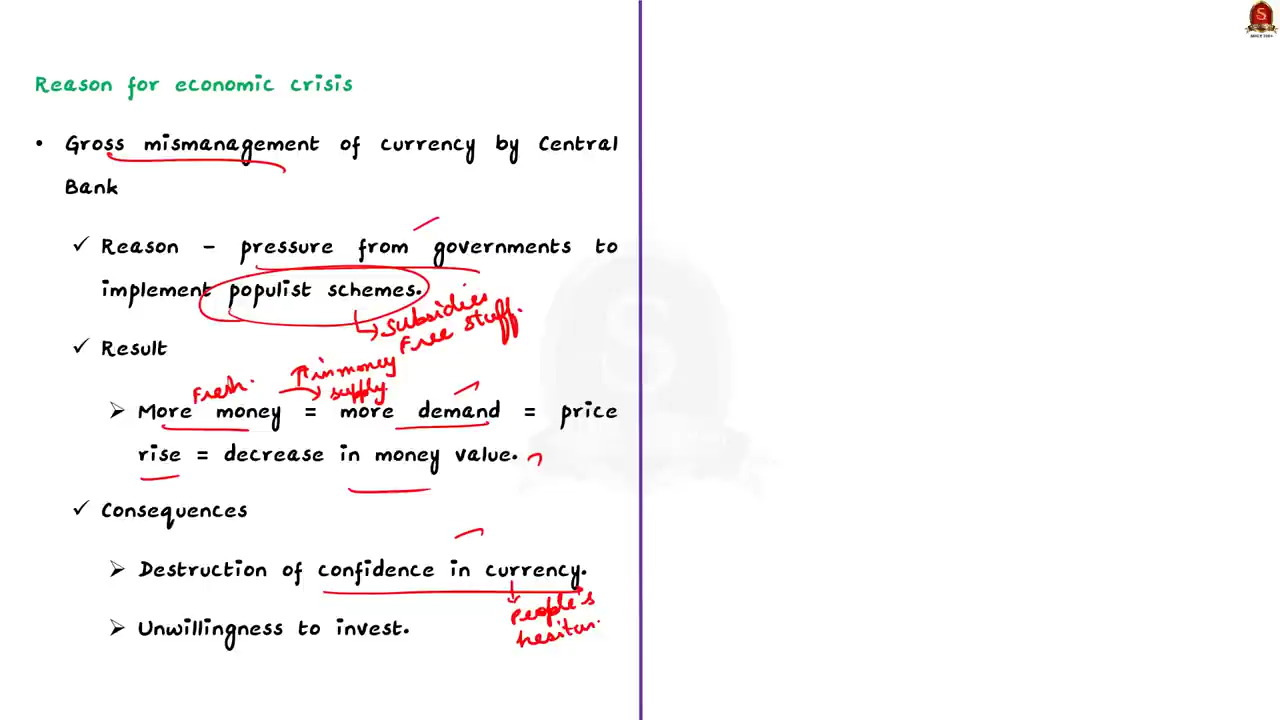 Reason for economic crisis
• Gross mismanagement of currency by Central
Bank
✓ Reason - pressure from governments to
implement populist schemes.
↳ subsidies
Free stuff.
✓ Result
Fresh. → ↑ in money
supply.
➢ More money = more demand = price
rise = decrease in money value.
✓ Consequences
➢ Destruction of confidence in currency.
People's
➢ Unwillingness to invest.
S